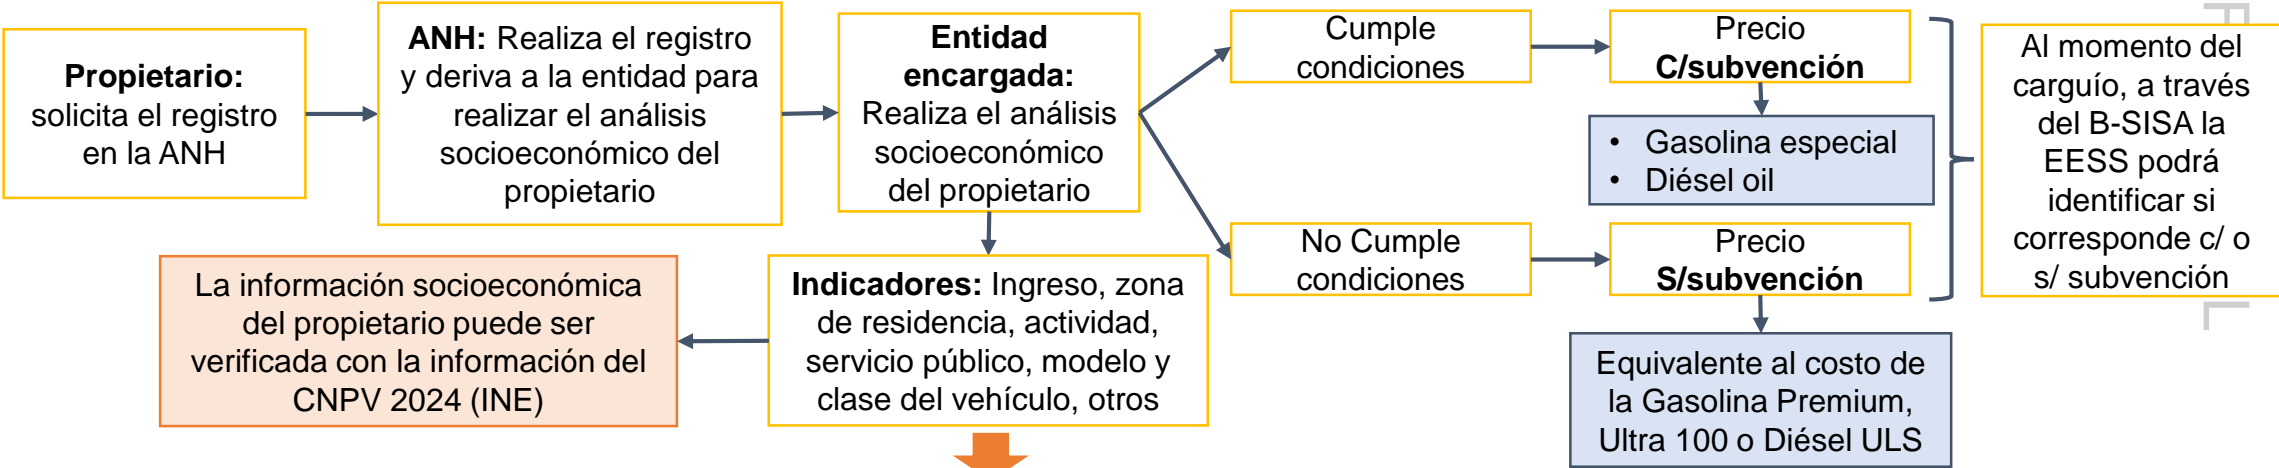 Propietario:
solicita el registro
en la ANH
ANH: Realiza el registro
y deriva a la entidad para
realizar el análisis
socioeconómico del
propietario
Entidad
encargada:
Realiza el análisis
socioeconómico
del propietario
Cumple
condiciones
Precio
C/subvención
• Gasolina especial
• Diésel oil
No Cumple
condiciones
Precio
S/subvención
Equivalente al costo de
la Gasolina Premium,
Ultra 100 o Diésel ULS
Al momento del
carguío, a través
del B-SISA la
EESS podrá
identificar si
corresponde c/ o
s/ subvención
Indicadores: Ingreso, zona
de residencia, actividad,
servicio público, modelo y
clase del vehículo, otros
La información socioeconómica
del propietario puede ser
verificada con la información del
CNPV 2024 (INE)